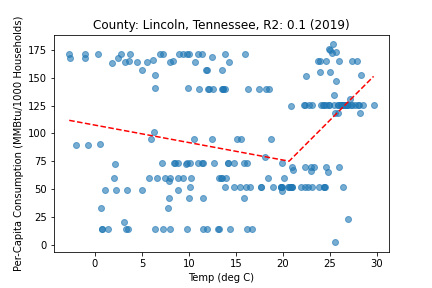 County: Lincoln, Tennessee, R2: 0.1 (2019)
Per-Capita Consumption (MMBtu/1000 Households)
175
150
125
100
75
50
25
0
0 5 10 15 20 25 30
Temp (deg C)